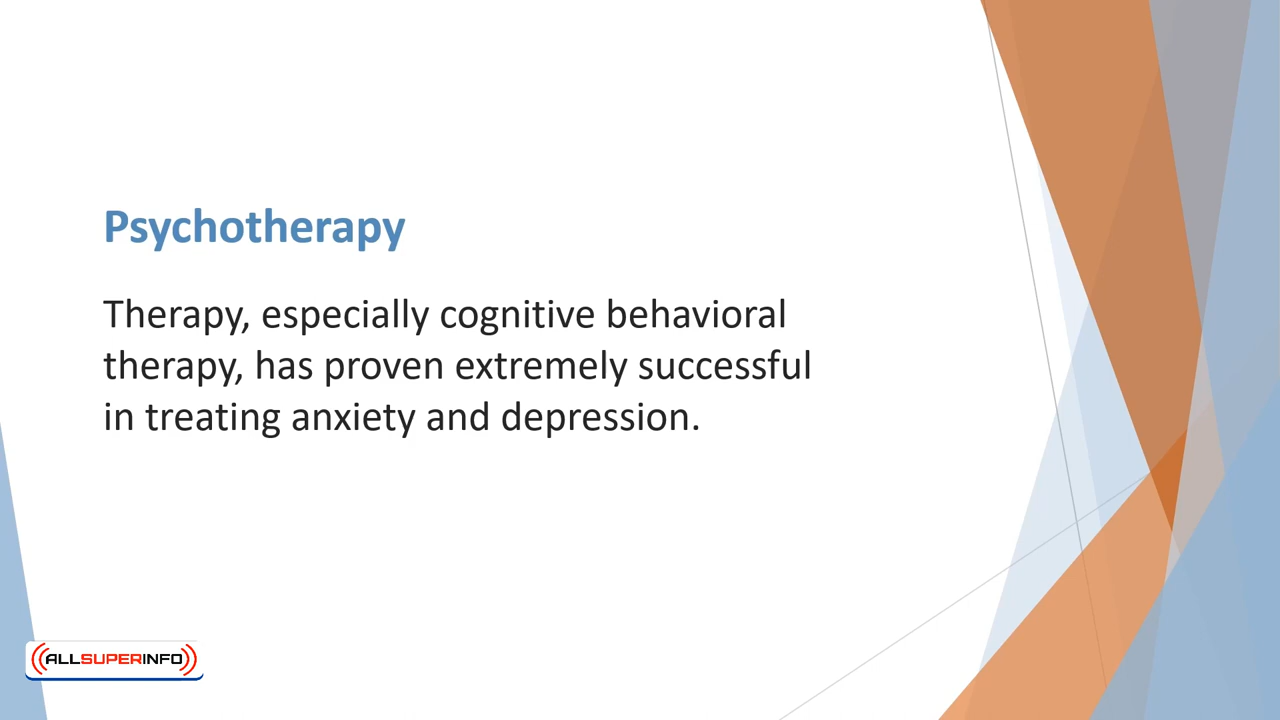 Psychotherapy
Therapy, especially cognitive behavioral
therapy, has proven extremely successful
in treating anxiety and depression.
ALLSUPERINFO